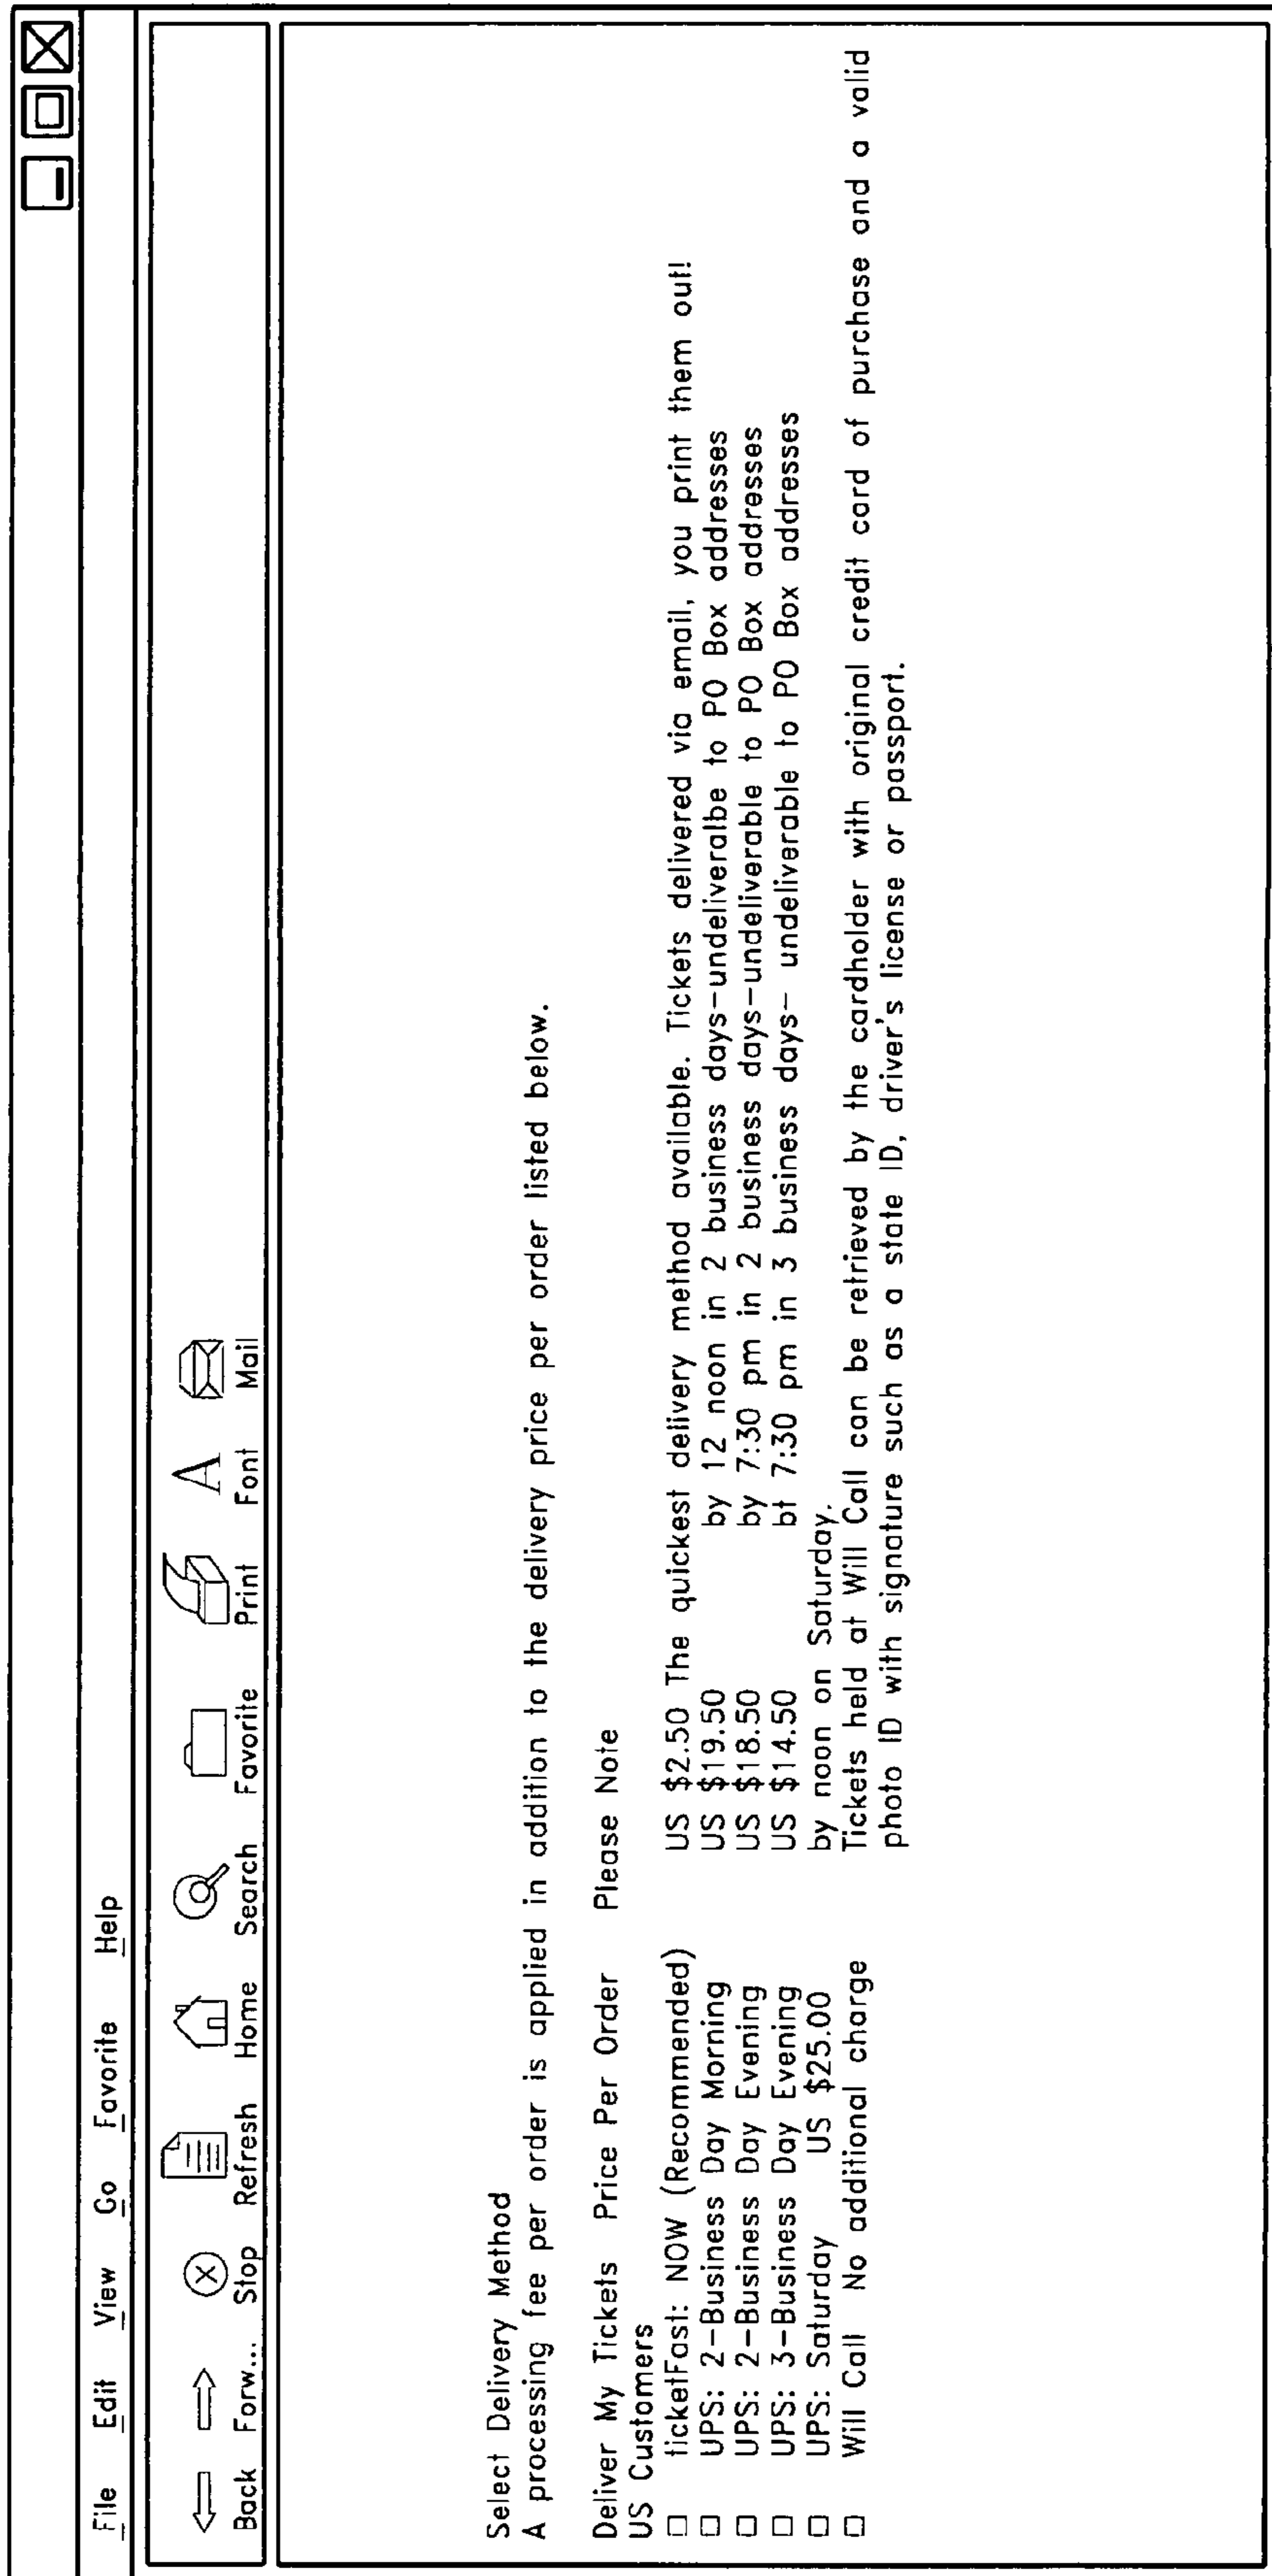 File Edit View Go Favorite Help
Back Forw... Stop Refresh Home Search Favorite Print Font Mail
Select Delivery Method
A processing fee per order is applied in addition to the delivery price per order listed below.
Deliver My Tickets Price Per Order Please Note
US Customers
ticketFast: NOW (Recommended) US $2.50 The quickest delivery method available. Tickets delivered via email, you print them out!
UPS: 2-Business Day Morning US $19.50 by 12 noon in 2 business days-undeliveralbe to PO Box addresses
UPS: 2-Business Day Evening US $18.50 by 7:30 pm in 2 business days-undeliverable to PO Box addresses
UPS: 3-Business Day Evening US $14.50 bt 7:30 pm in 3 business days- undeliverable to PO Box addresses
UPS: Saturday US $25.00 by noon on Saturday.
Will Call No additional charge Tickets held at Will Call can be retrieved by the cardholder with original credit card of purchase and a valid
photo ID with signature such as a state ID, driver's license or passport.